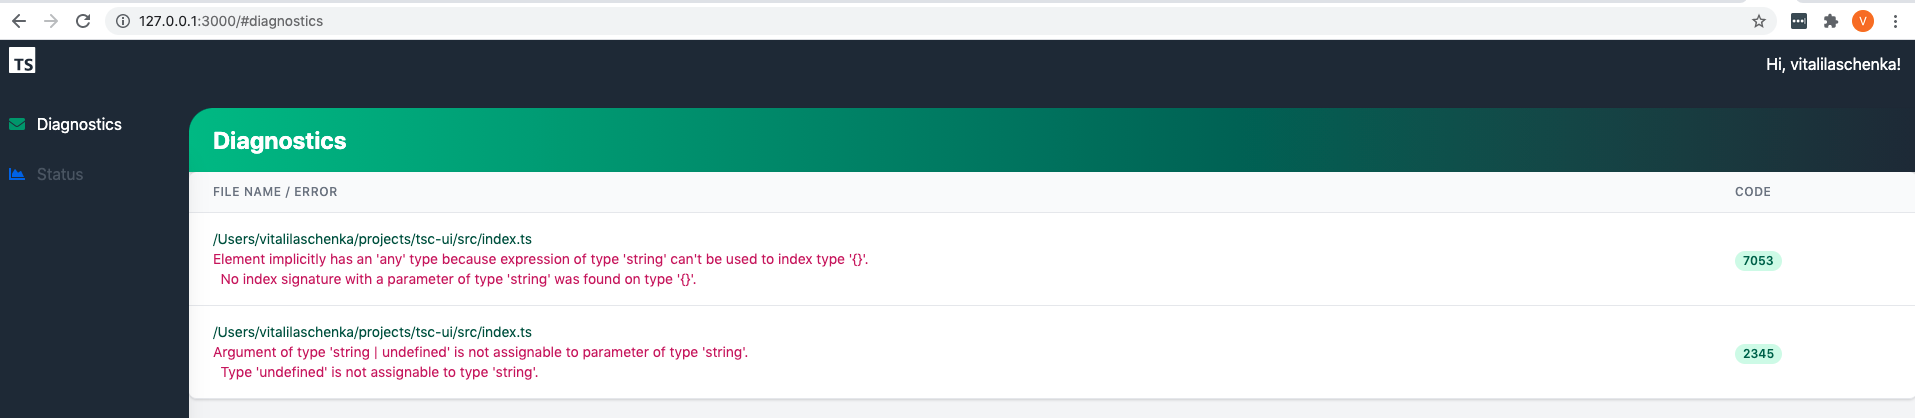 127.0.0.1:3000/#diagnostics
V
TS
Hi, vitalilaschenka!
Diagnostics
Status
Diagnostics
FILE NAME / ERROR
CODE
/Users/vitalilaschenka/projects/tsc-ui/src/index.ts
Element implicitly has an 'any' type because expression of type 'string' can't be used to index type '{}'.
No index signature with a parameter of type 'string' was found on type '{}'.
7053
/Users/vitalilaschenka/projects/tsc-ui/src/index.ts
Argument of type 'string | undefined' is not assignable to parameter of type 'string'.
Type 'undefined' is not assignable to type 'string'.
2345